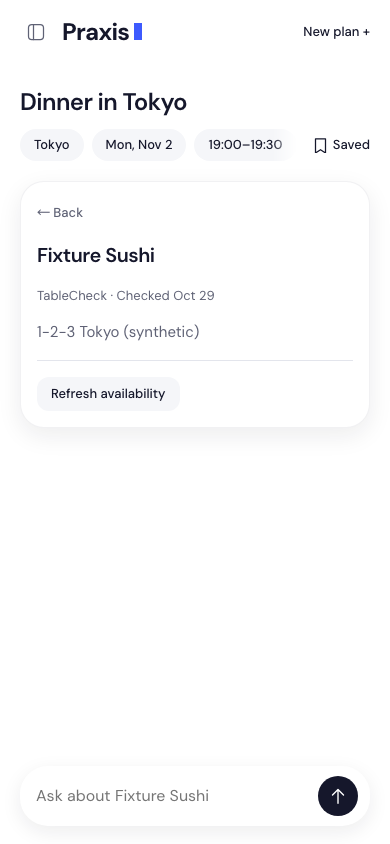 Praxis
New plan +
Dinner in Tokyo
Tokyo
Mon, Nov 2
19:00–19:30
Saved
← Back
Fixture Sushi
TableCheck · Checked Oct 29
1-2-3 Tokyo (synthetic)
Refresh availability
Ask about Fixture Sushi